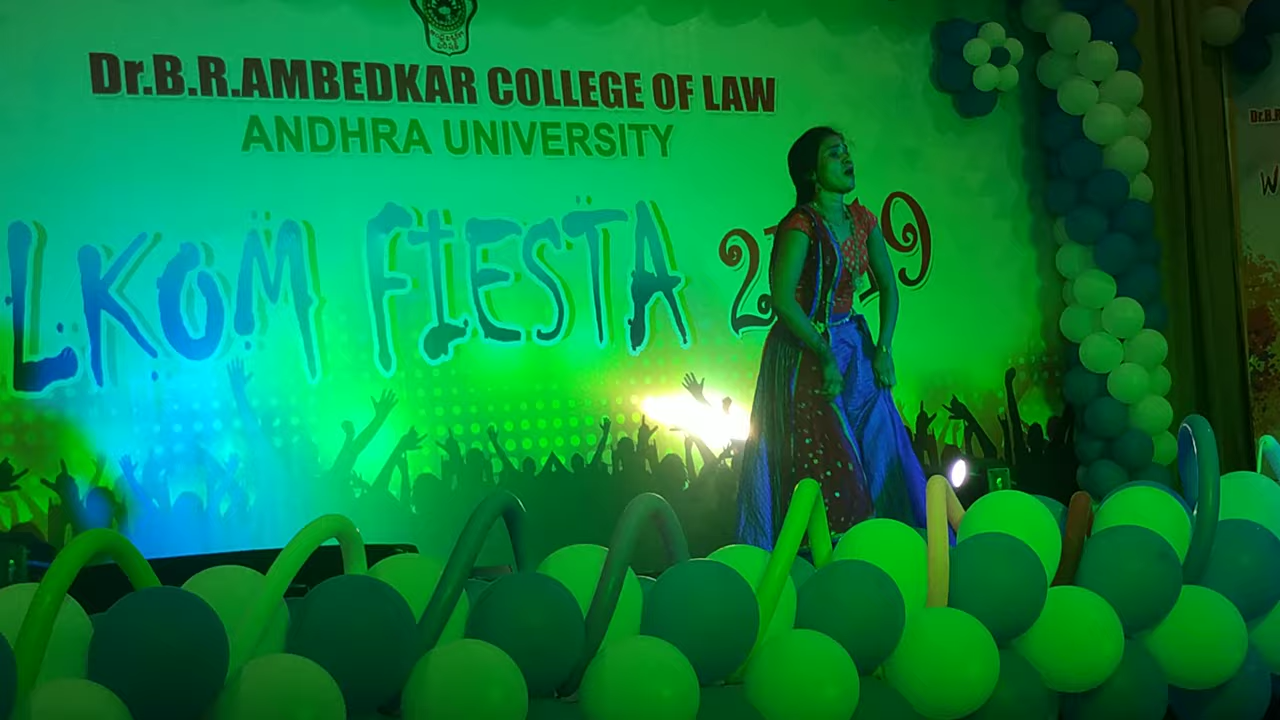 Dr.B.R.AMBEDKAR COLLEGE OF LAW
ANDHRA UNIVERSITY
LKOM FIESTA